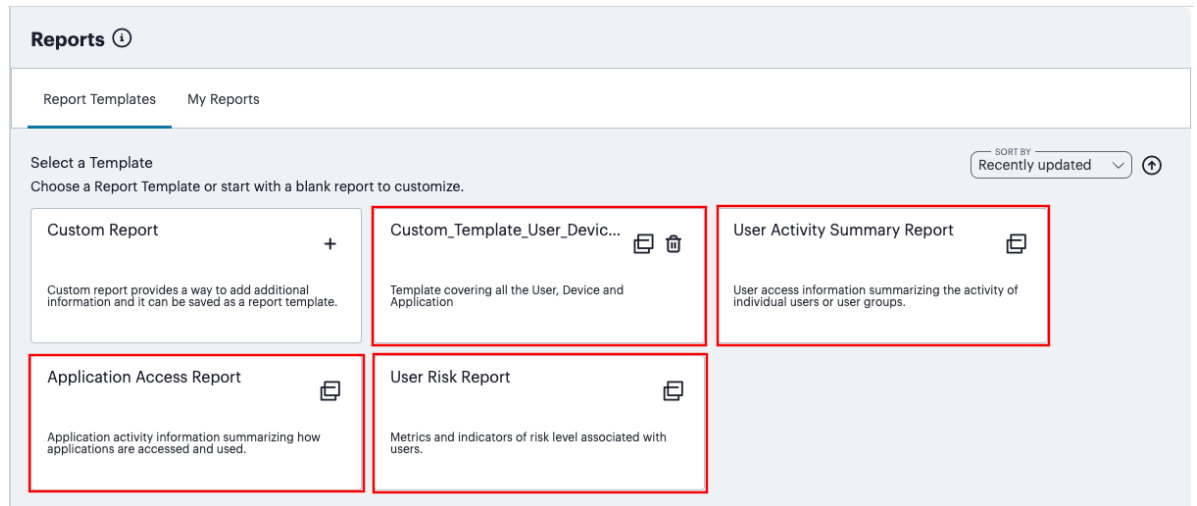 Reports
Report Templates My Reports
Select a Template
Choose a Report Template or start with a blank report to customize.
SORT BY
Recently updated
Custom Report
Custom report provides a way to add additional
information and it can be saved as a report template.
Custom_Template_User_Devic...
Template covering all the User, Device and
Application
User Activity Summary Report
User access information summarizing the activity of
individual users or user groups.
Application Access Report
Application activity information summarizing how
applications are accessed and used.
User Risk Report
Metrics and indicators of risk level associated with
users.